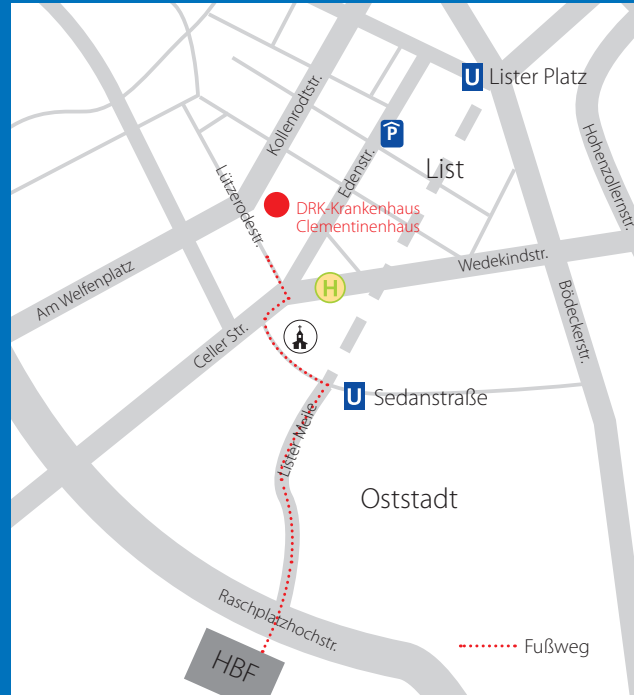 U Lister Platz
Kollenrodtstr.
Hohenzollernstr.
P
Edenstr.
List
Lützerodestr.
DRK-Krankenhaus
Clementinenhaus
Wedekindstr.
Am Welfenplatz
H
Bödeckerstr.
Celler Str.
U Sedanstraße
Lister Meile
Oststadt
Raschplatzhochstr.
Fußweg
HBF